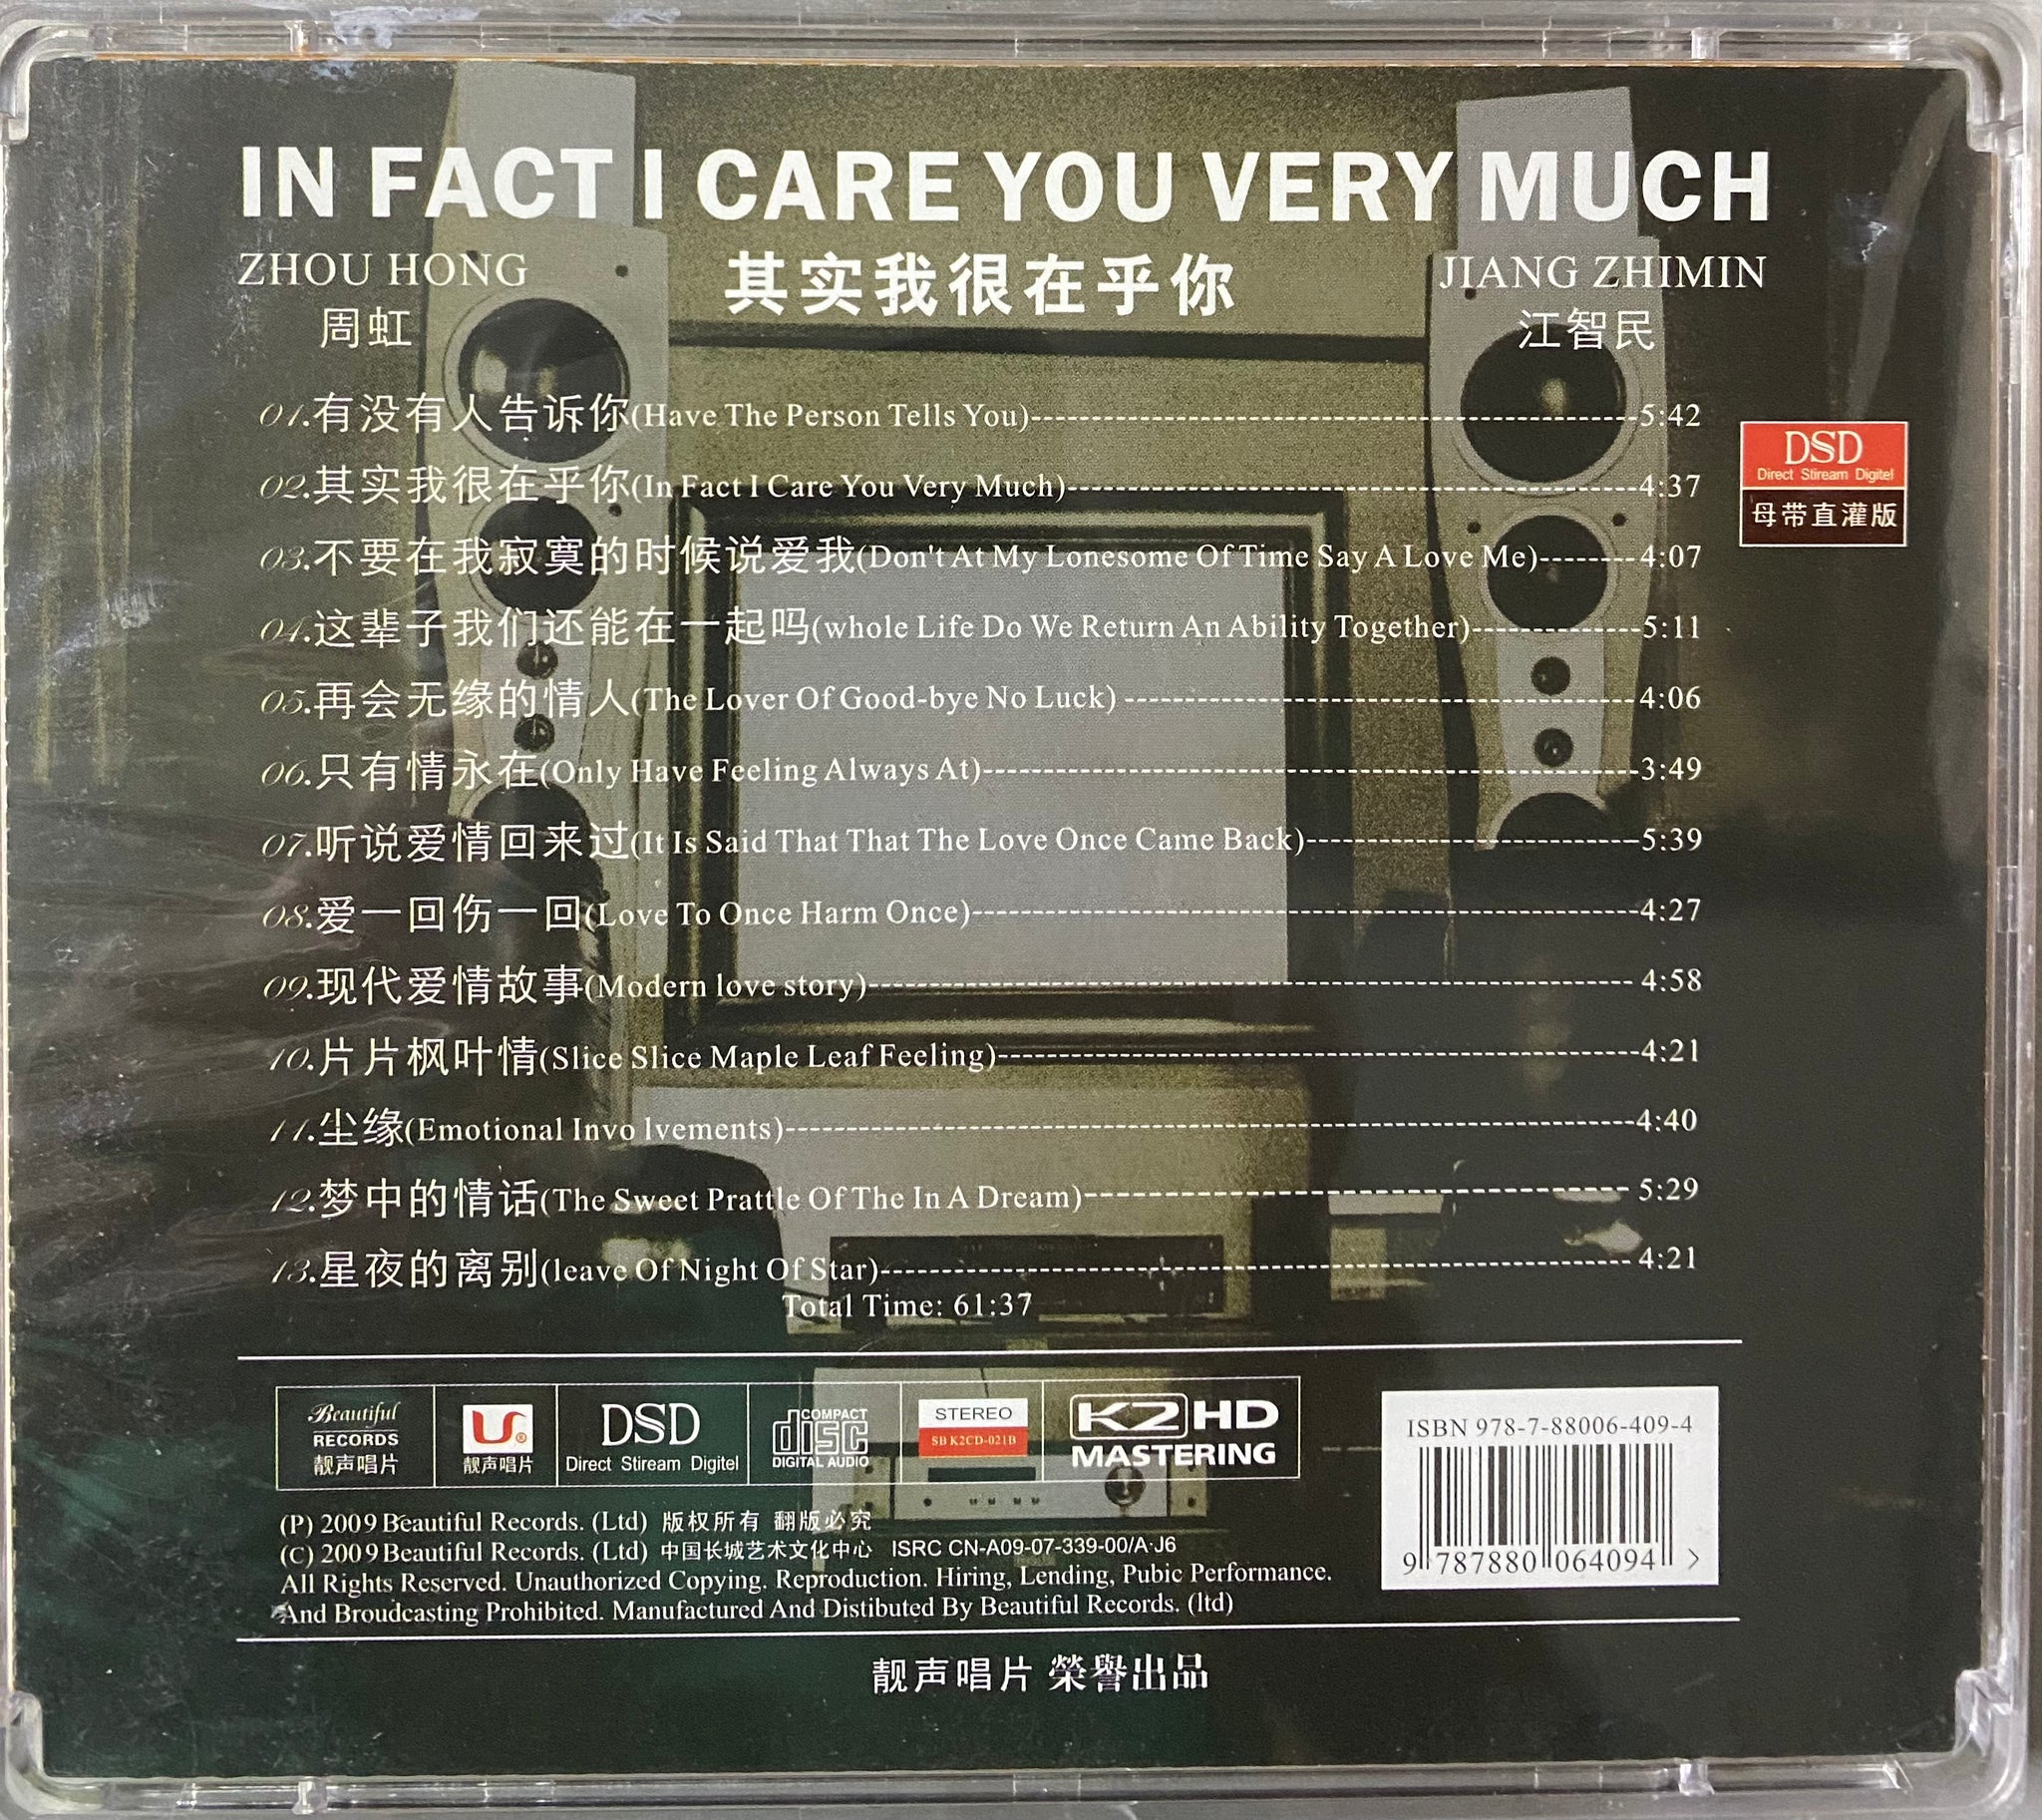 IN FACT I CARE YOU VERY MUCH
ZHOU HONG
周虹
其实我很在乎你
JIANG ZHIMIN
江智民
01.有没有人告诉你(Have The Person Tells You)-----5:42
02.其实我很在乎你(In Fact I Care You Very Much)-----4:37
03.不要在我寂寞的时候说爱我(Don't At My Lonesome Of Time Say A Love Me)-----4:07
04.这辈子我们还能在一起吗(whole Life Do We Return An Ability Together)-----5:11
05.再会无缘的情人(The Lover Of Good-bye No Luck) -----4:06
06.只有情永在(Only Have Feeling Always At)-----3:49
07.听说爱情回来过(It Is Said That That The Love Once Came Back)-----5:39
08.爱一回伤一回(Love To Once Harm Once)-----4:27
09.现代爱情故事(Modern love story)----- 4:58
10.片片枫叶情(Slice Slice Maple Leaf Feeling)-----4:21
11.尘缘(Emotional Invo lvements)-----4:40
12.梦中的情话(The Sweet Prattle Of The In A Dream)----- 5:29
13.星夜的离别(leave Of Night Of Star)----- 4:21
Total Time: 61:37
DSD
Direct Stiream Digitel
母带直灌版
Beautiful
RECORDS
靓声唱片
U®
靓声唱片
DSD
Direct Stiream Digitel
COMPACT
disc
DIGITAL AUDIO
STEREO
SB K2CD-021B
K2HD
MASTERING
ISBN 978-7-88006-409-4
9 787880 064094 >
(P) 2009 Beautiful Records. (Ltd) 版权所有 翻版必究
(C) 2009 Beautiful Records. (Ltd) 中国长城艺术文化中心 ISRC CN-A09-07-339-00/A·J6
All Rights Reserved. Unauthorized Copying. Reproduction. Hiring, Lending, Pubic Performance.
And Broudcasting Prohibited. Manufactured And Distibuted By Beautiful Records. (ltd)
靓声唱片 榮譽出品